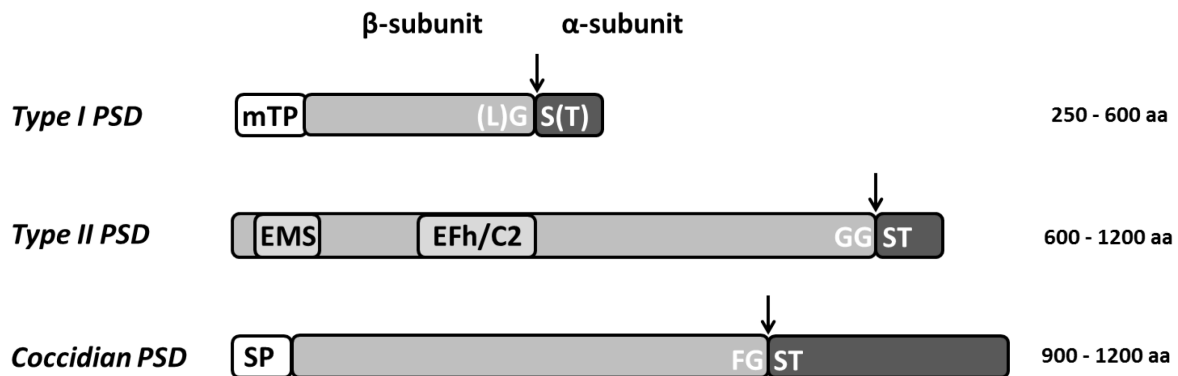 β-subunit α-subunit
Type I PSD mTP (L)G S(T) 250 - 600 aa
Type II PSD EMS EFh/C2 GG ST 600 - 1200 aa
Coccidian PSD SP FG ST 900 - 1200 aa